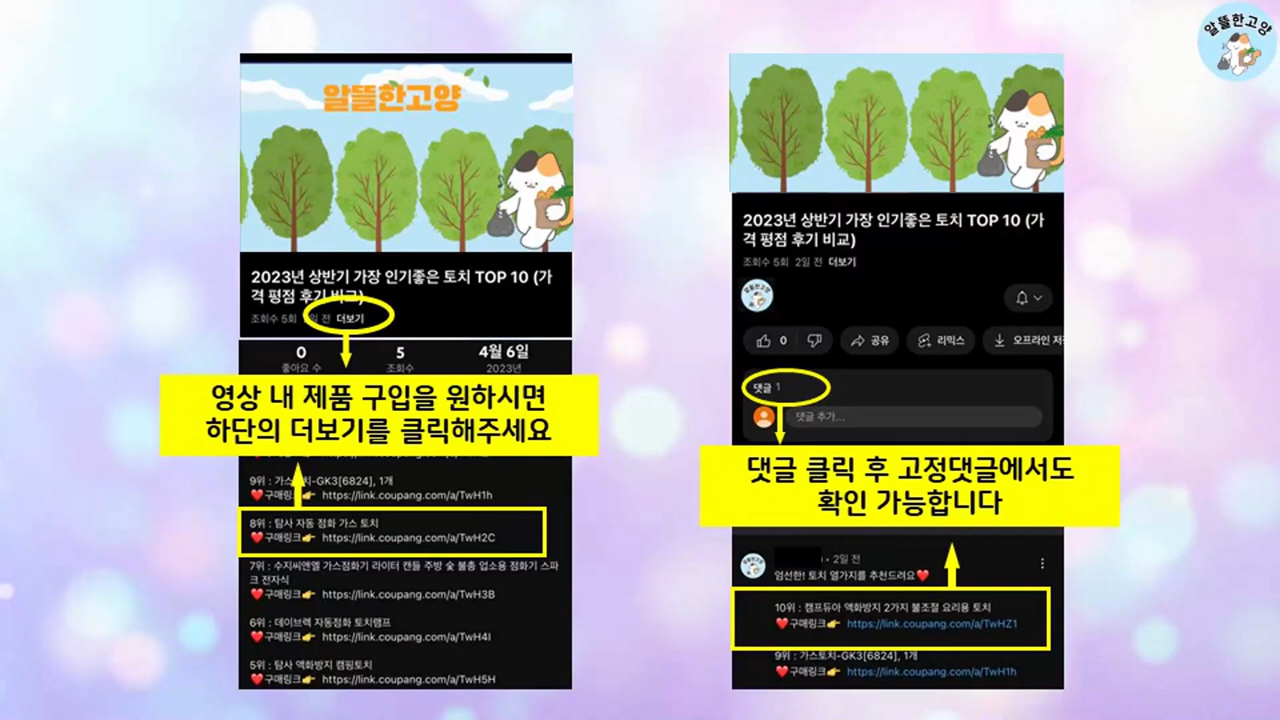 알뜰한고양
알뜰한고양
2023년 상반기 가장 인기좋은 토치 TOP 10 (가
격 평점 후기 비교)
조회수 5회 2일 전 더보기
0 5 4월 6일
좋아요 수 조회수 2023년
영상 내 제품 구입을 원하시면
하단의 더보기를 클릭해주세요
9위 : 가스토치-GK3[6824], 1개
❤️구매링크👉 https://link.coupang.com/a/TwH1h
8위 : 탐사 자동 점화 가스 토치
❤️구매링크👉 https://link.coupang.com/a/TwH2C
7위 : 수지씨앤엘 가스점화기 라이터 캔들 주방 숯 불총 업소용 점화기 스파
크 전자식
❤️구매링크👉 https://link.coupang.com/a/TwH3B
6위 : 데이브렉 자동점화 토치램프
❤️구매링크👉 https://link.coupang.com/a/TwH4I
5위 : 탐사 액화방지 캠핑토치
❤️구매링크👉 https://link.coupang.com/a/TwH5H
2023년 상반기 가장 인기좋은 토치 TOP 10 (가
격 평점 후기 비교)
조회수 5회 2일 전 더보기
알뜰한고양
0 공유 리믹스 오프라인 저
댓글 1
댓글 추가...
댓글 클릭 후 고정댓글에서도
확인 가능합니다
알뜰한고양
• 2일 전
엄선한! 토치 열가지를 추천드려요❤️
10위 : 캠프듀아 액화방지 2가지 불조절 요리용 토치
❤️구매링크👉 https://link.coupang.com/a/TwHZ1
9위 : 가스토치-GK3[6824], 1개
❤️구매링크👉 https://link.coupang.com/a/TwH1h